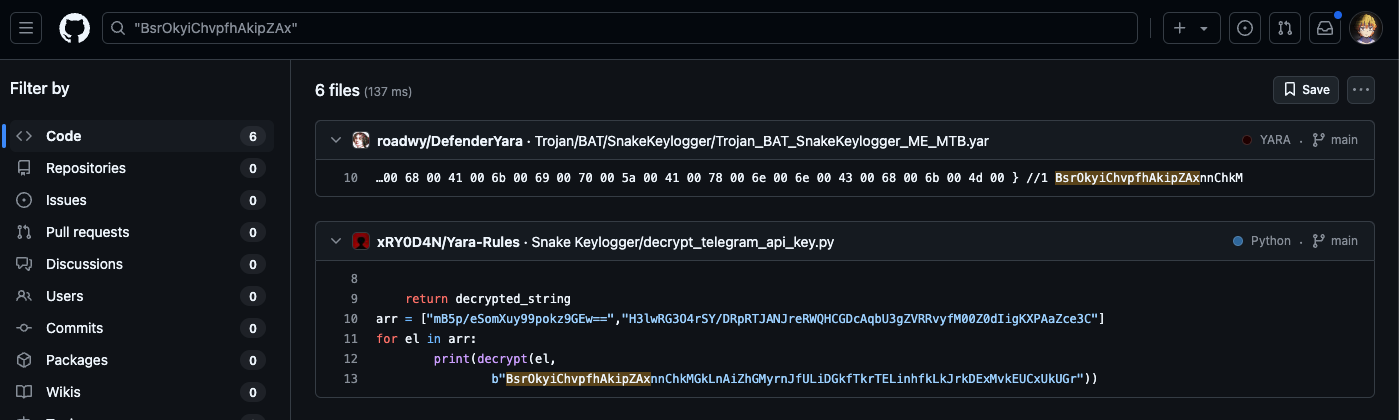 "BsrOkyiChvpfhAkipZAx"
Filter by
Code 6
Repositories 0
Issues 0
Pull requests 0
Discussions 0
Users 0
Commits 0
Packages 0
Wikis 0
6 files (137 ms)
Save
roadwy/DefenderYara · Trojan/BAT/SnakeKeylogger/Trojan_BAT_SnakeKeylogger_ME_MTB.yar
YARA · main
10 …00 68 00 41 00 6b 00 69 00 70 00 5a 00 41 00 78 00 6e 00 6e 00 43 00 68 00 6b 00 4d 00 } //1 BsrOkyiChvpfhAkipZAxnnChkM
xRY0D4N/Yara-Rules · Snake Keylogger/decrypt_telegram_api_key.py
Python · main
8
9 return decrypted_string
10 arr = ["mB5p/eSomXuy99pokz9GEw==","H3lwRG3O4rSY/DRpRTJANJreRWQHCGDcAqbU3gZVRRvyfM00Z0dIigKXPAaZce3C"]
11 for el in arr:
12 print(decrypt(el,
13 b"BsrOkyiChvpfhAkipZAxnnChkMGkLnAiZhGMyrnJfULiDGkfTkrTELinhfkLkJrkDExMvkEUCxUkUGr"))